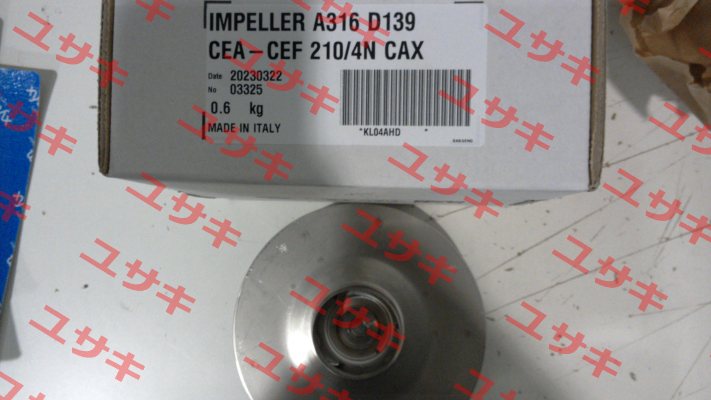 IMPELLER A316 D139
CEA-CEF 210/4N CAX
Date 20230322
No 03325
0.6 kg
MADE IN ITALY
*KL04AHD *
ユサキ